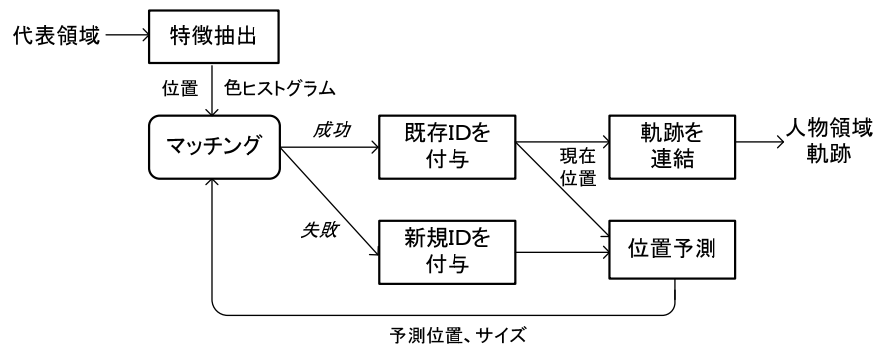 代表領域
特徴抽出
位置
色ヒストグラム
マッチング
成功
既存IDを
付与
現在
位置
軌跡を
連結
人物領域
軌跡
失敗
新規IDを
付与
位置予測
予測位置、サイズ